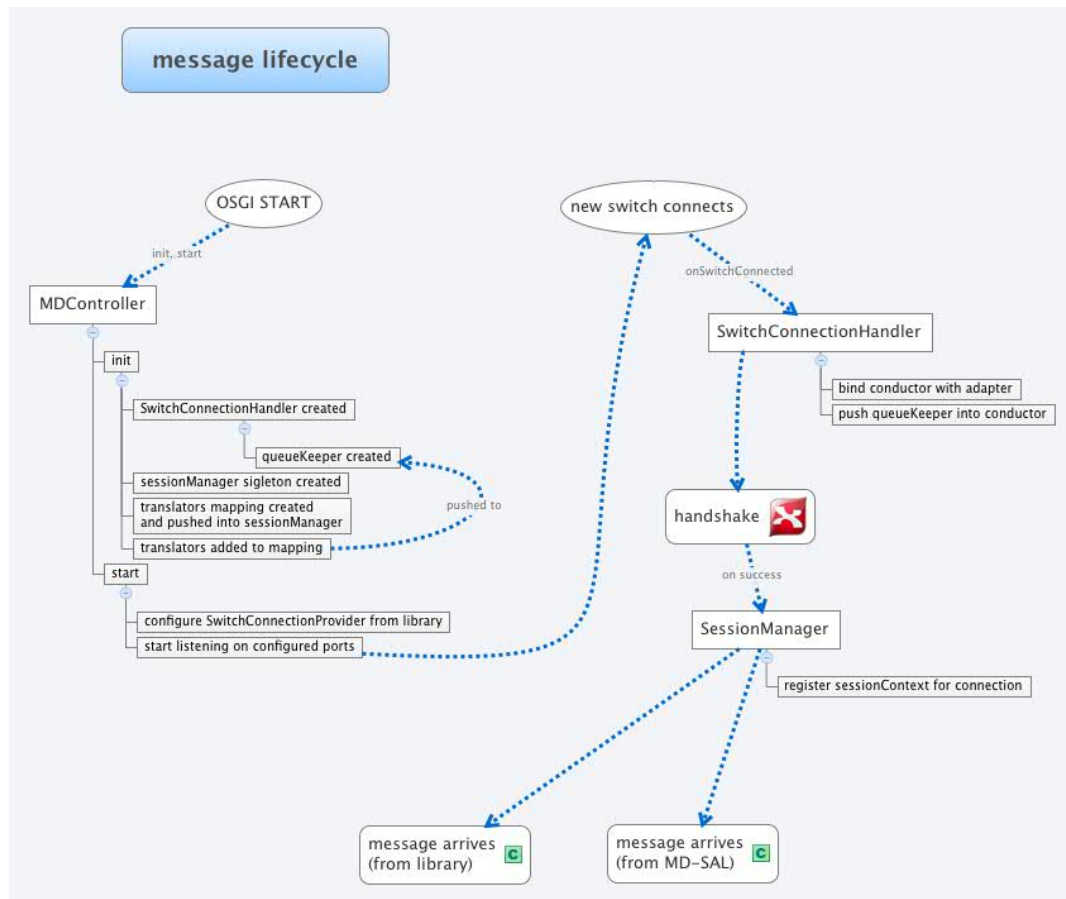 message lifecycle
OSGI START
init, start
MDController
init
SwitchConnectionHandler created
queueKeeper created
sessionManager sigleton created
translators mapping created
and pushed into sessionManager
translators added to mapping
pushed to
start
configure SwitchConnectionProvider from library
start listening on configured ports
new switch connects
onSwitchConnected
SwitchConnectionHandler
bind conductor with adapter
push queueKeeper into conductor
handshake
on success
SessionManager
register sessionContext for connection
message arrives
(from library)
C
message arrives
(from MD-SAL)
C